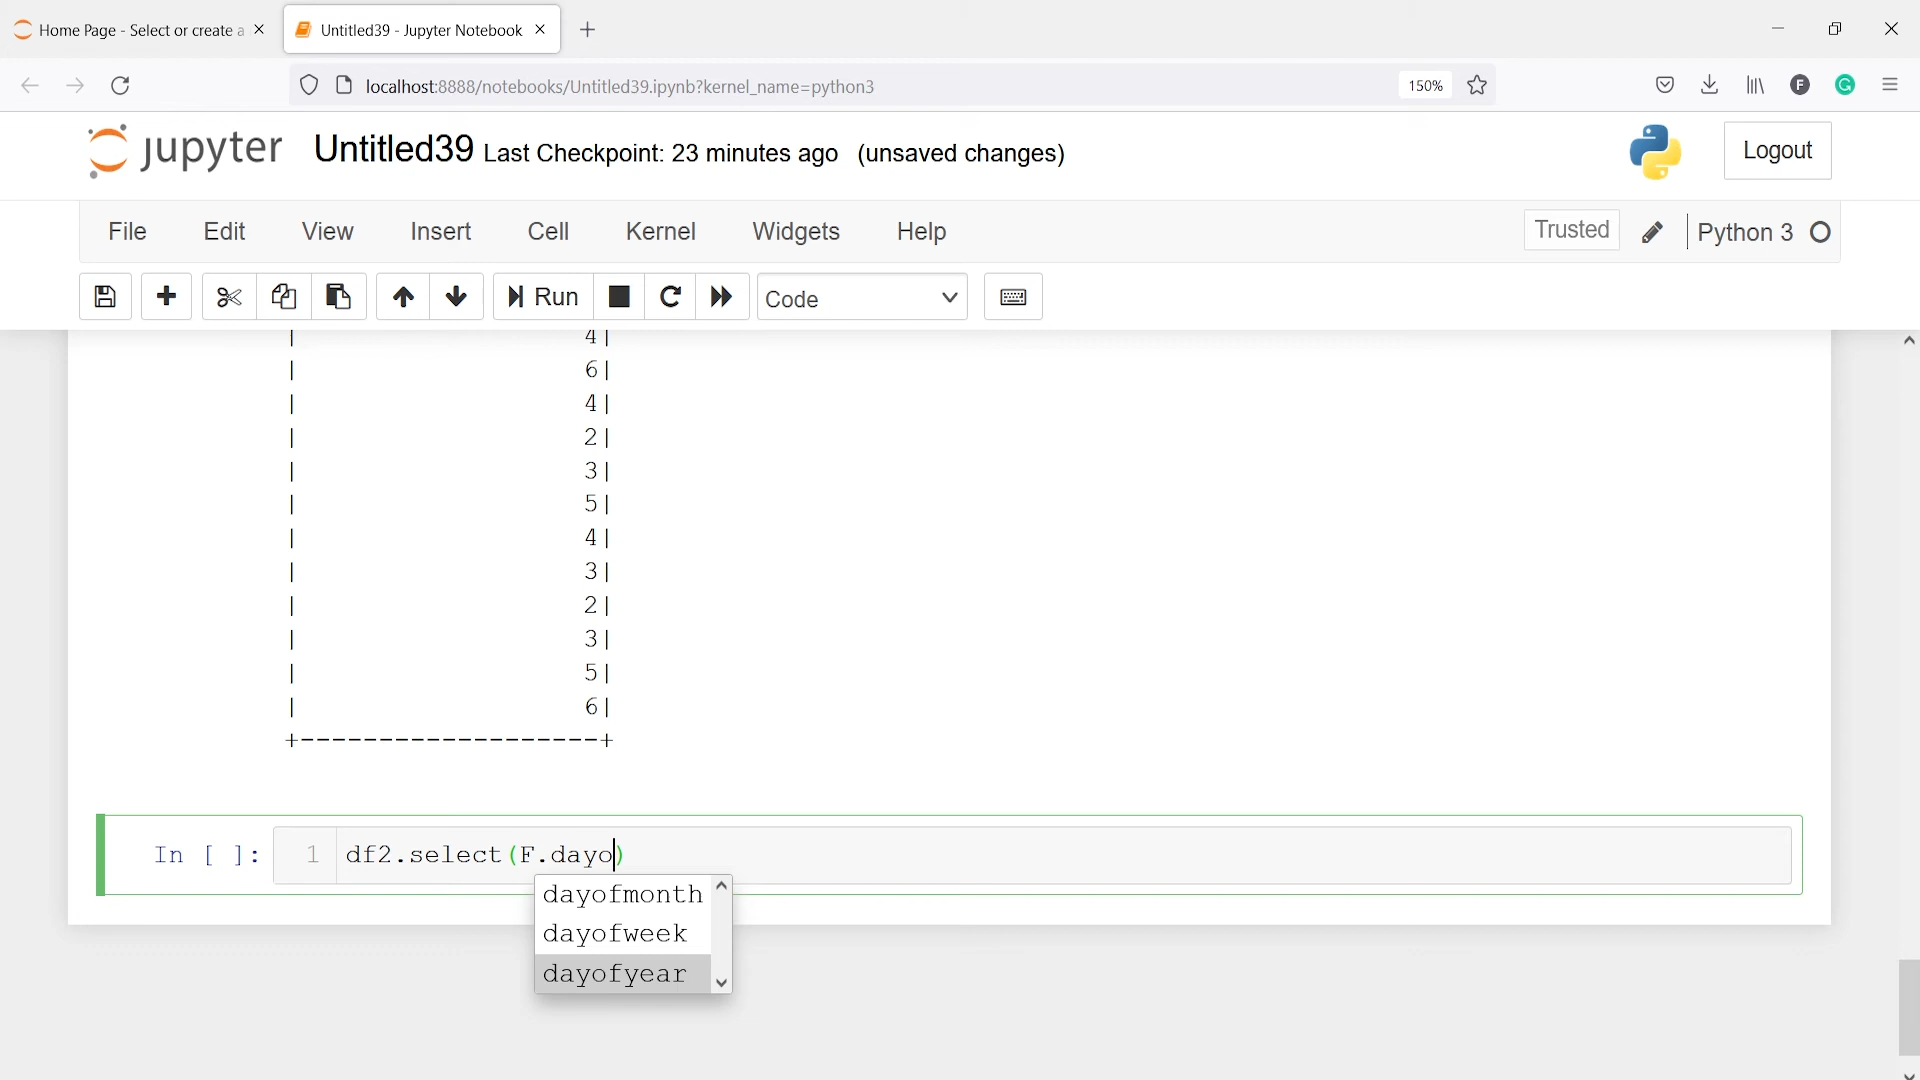 Home Page - Select or create a
Untitled39 - Jupyter Notebook
localhost:8888/notebooks/Untitled39.ipynb?kernel_name=python3
150%
F
G
jupyter Untitled39 Last Checkpoint: 23 minutes ago (unsaved changes)
Logout
File Edit View Insert Cell Kernel Widgets Help
Trusted
Python 3
Run
Code
| 4|
| 6|
| 4|
| 2|
| 3|
| 5|
| 4|
| 3|
| 2|
| 3|
| 5|
| 6|
+-------------------+
In [ ]: 1 df2.select(F.dayo)
dayofmonth
dayofweek
dayofyear